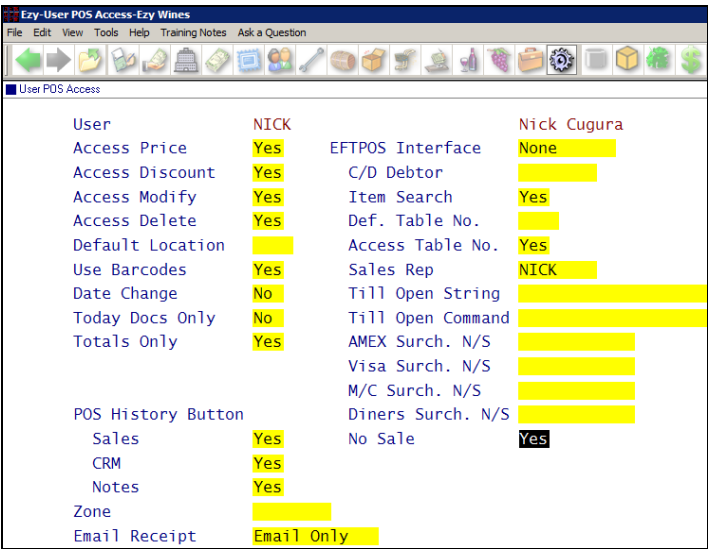 Ezy-User POS Access-Ezy Wines
File Edit View Tools Help Training Notes Ask a Question
User POS Access
User NICK Nick Cugura
Access Price Yes EFTPOS Interface None
Access Discount Yes C/D Debtor
Access Modify Yes Item Search Yes
Access Delete Yes Def. Table No.
Default Location Access Table No. Yes
Use Barcodes Yes Sales Rep NICK
Date Change No Till Open String
Today Docs Only No Till Open Command
Totals Only Yes AMEX Surch. N/S
Visa Surch. N/S
M/C Surch. N/S
POS History Button Diners Surch. N/S
Sales Yes No Sale Yes
CRM Yes
Notes Yes
Zone
Email Receipt Email Only